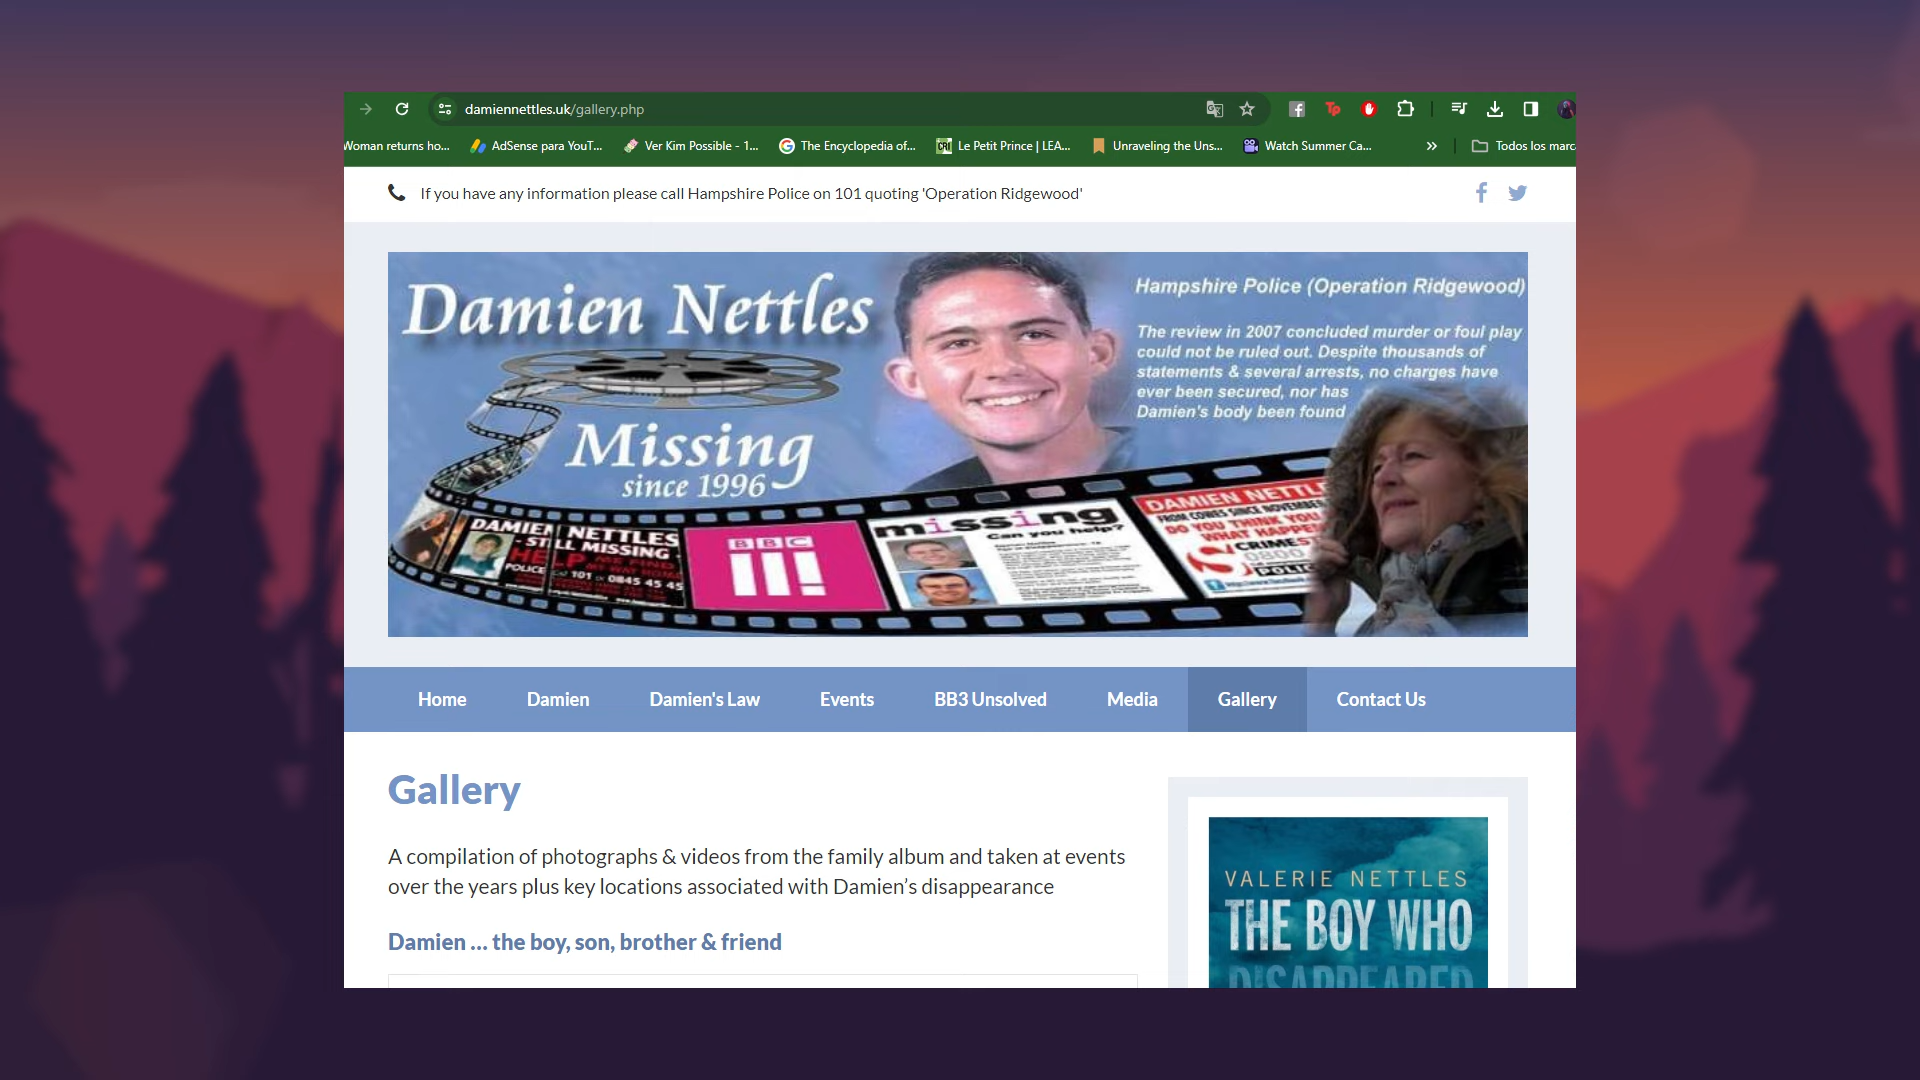 damiennettles.uk/gallery.php
Woman returns ho... AdSense para YouT... Ver Kim Possible - 1... The Encyclopedia of... Le Petit Prince | LEA... Unraveling the Uns... Watch Summer Ca... » Todos los marc
If you have any information please call Hampshire Police on 101 quoting 'Operation Ridgewood'
Damien Nettles
Missing
since 1996
Hampshire Police (Operation Ridgewood)
The review in 2007 concluded murder or foul play
could not be ruled out. Despite thousands of
statements & several arrests, no charges have
ever been secured, nor has
Damien's body been found
DAMIEN NETTLES
- STILL MISSING
HELP
POLICE
101 or 0845 45 45
BBC
missing
Can you help?
DAMIEN NETTL
FROM COWES SINCE NOVEMBE
DO YOU THINK YOU
WHAT HAPPE
CRIMES
0800
POLIC
Home Damien Damien's Law Events BB3 Unsolved Media Gallery Contact Us
Gallery
A compilation of photographs & videos from the family album and taken at events
over the years plus key locations associated with Damien’s disappearance
Damien ... the boy, son, brother & friend
VALERIE NETTLES
THE BOY WHO
DISAPPEARED